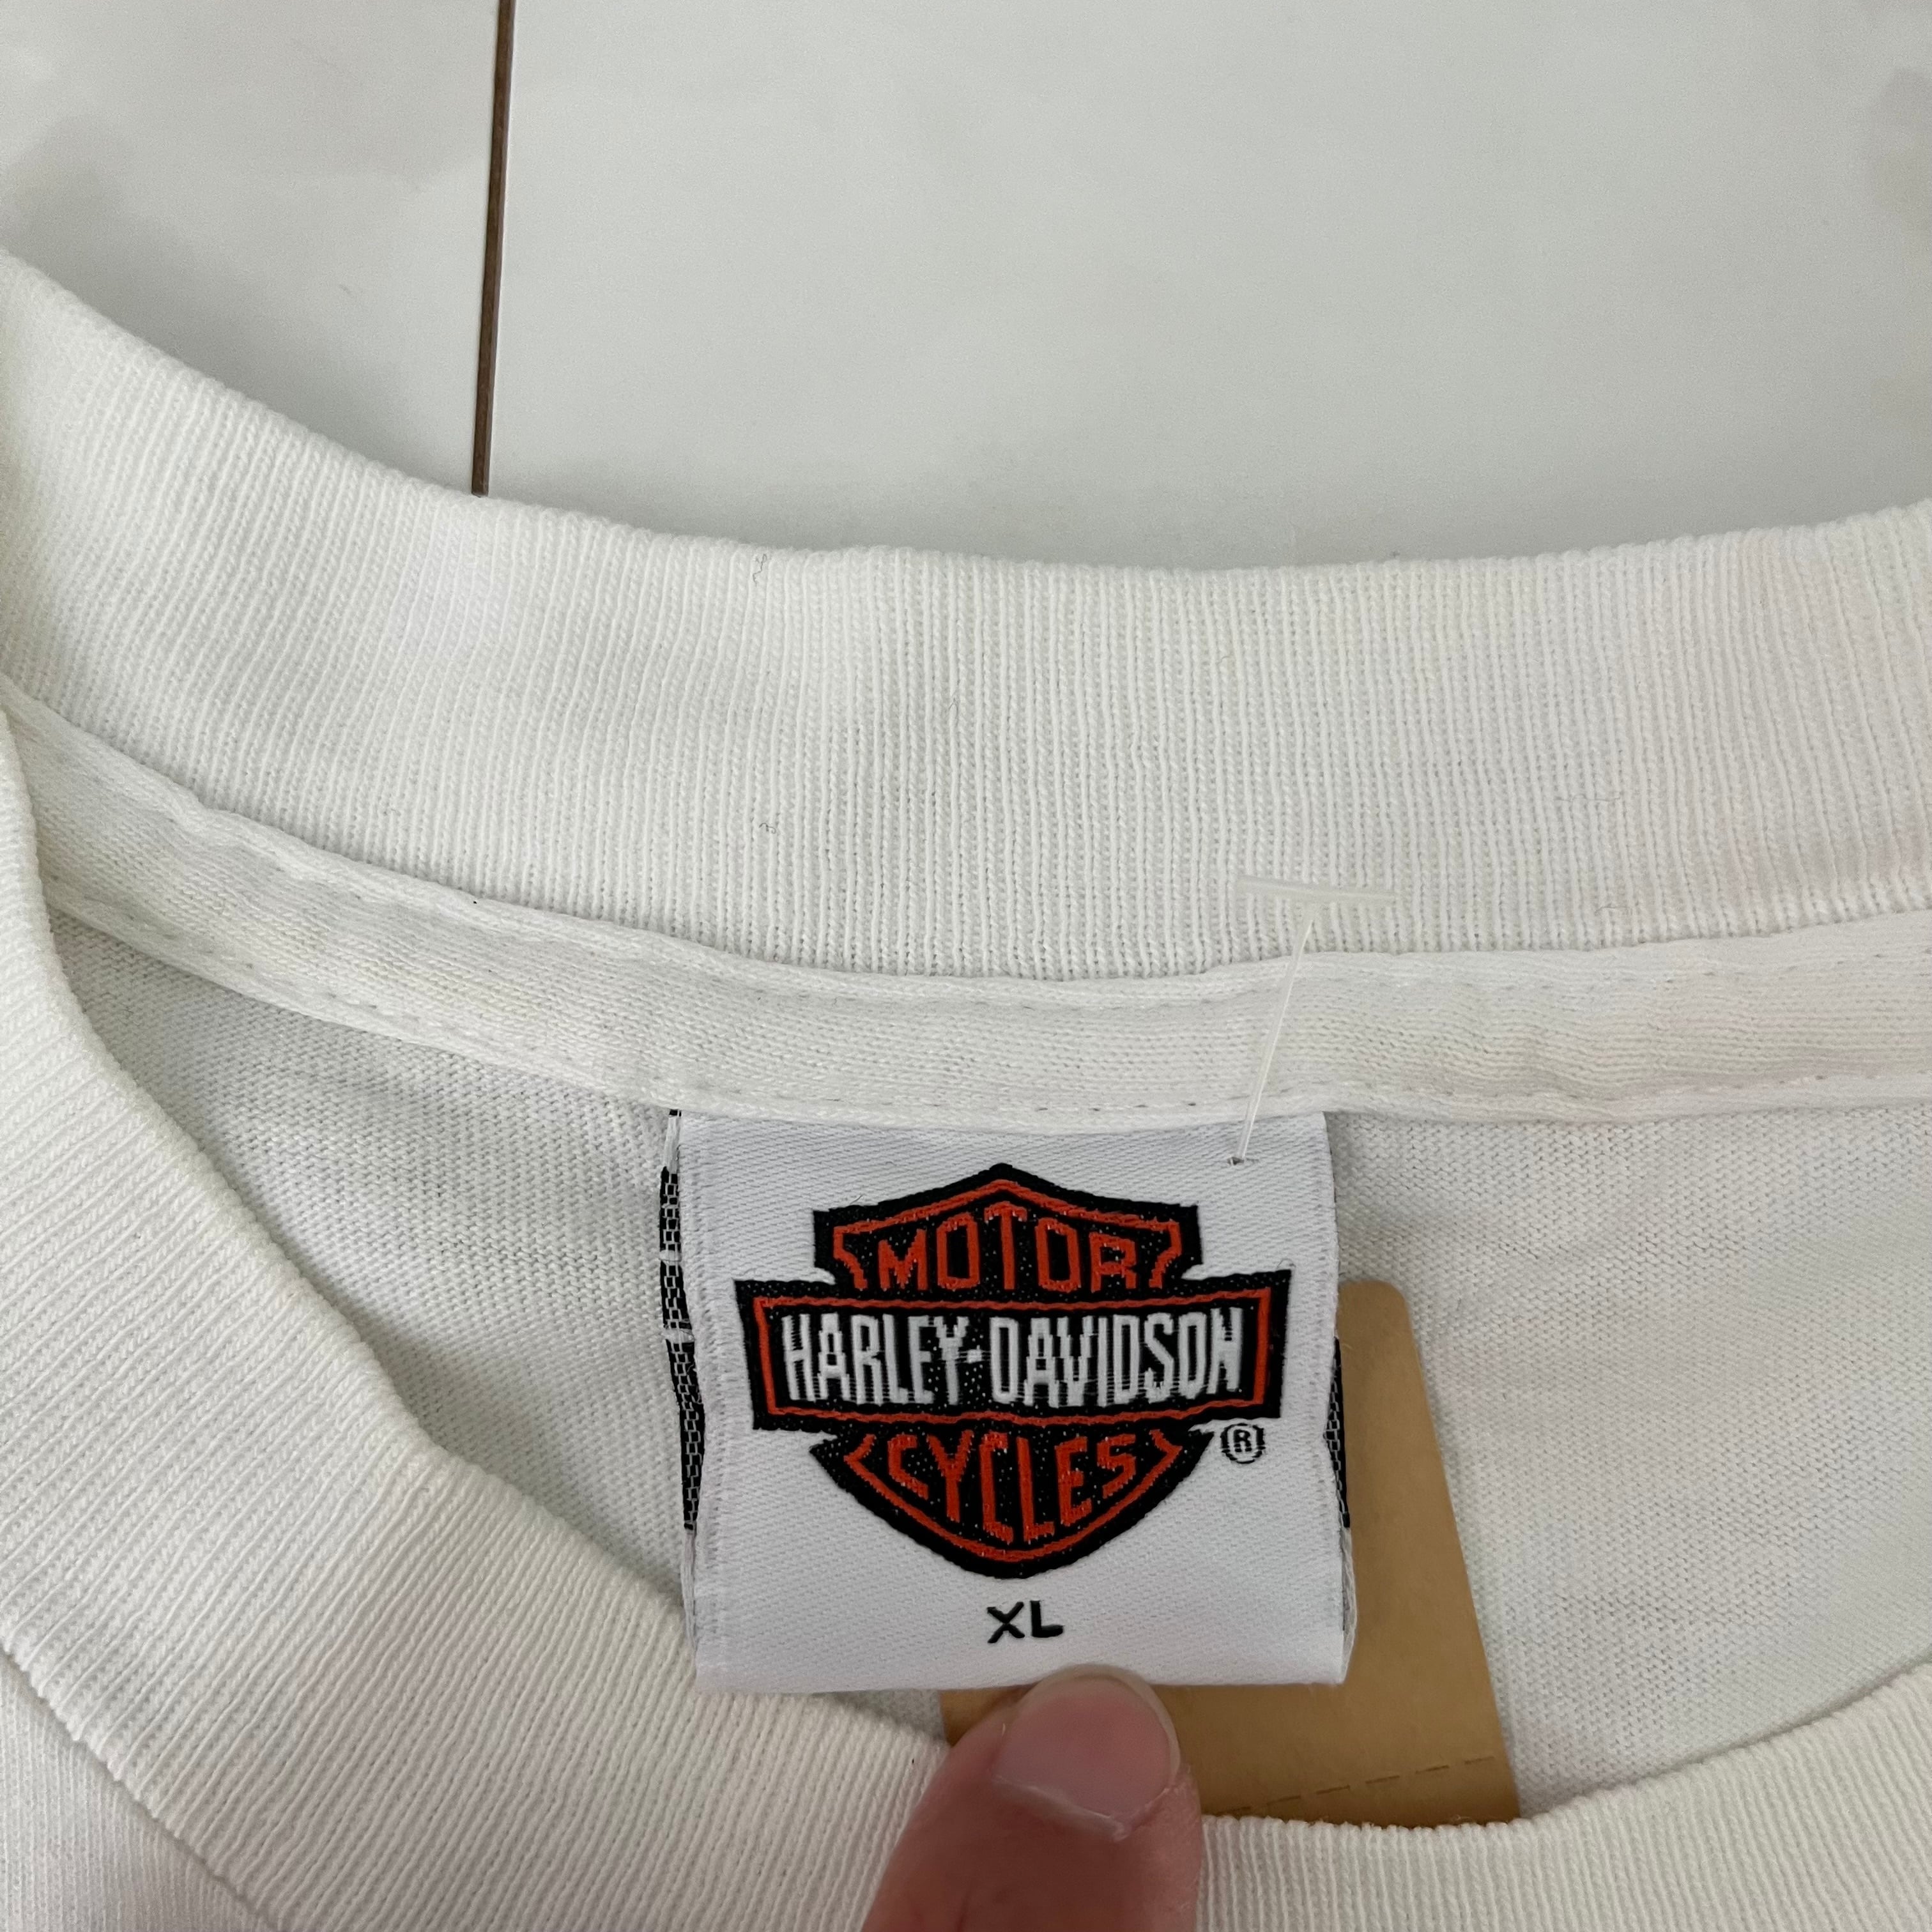 MOTOR
HARLEY-DAVIDSON
CYCLES
®
XL